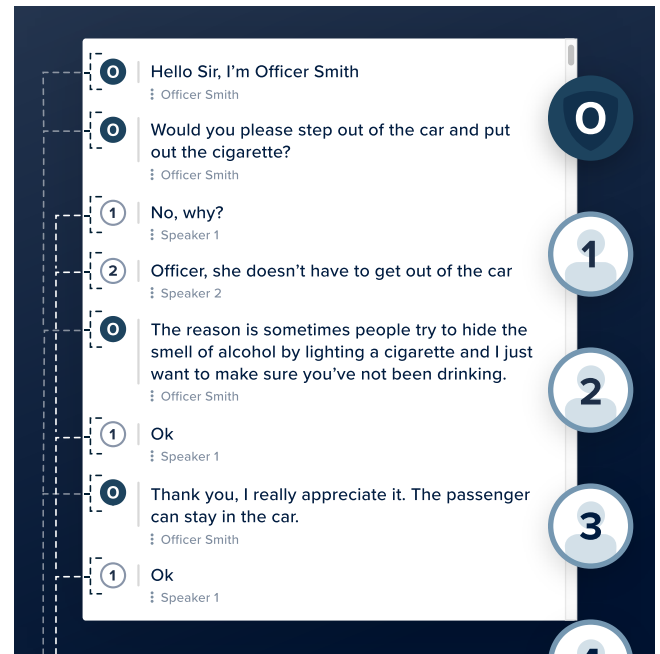 O
Hello Sir, I’m Officer Smith
Officer Smith
O
Would you please step out of the car and put
out the cigarette?
Officer Smith
1
No, why?
Speaker 1
2
Officer, she doesn’t have to get out of the car
Speaker 2
O
The reason is sometimes people try to hide the
smell of alcohol by lighting a cigarette and I just
want to make sure you’ve not been drinking.
Officer Smith
1
Ok
Speaker 1
O
Thank you, I really appreciate it. The passenger
can stay in the car.
Officer Smith
1
Ok
Speaker 1
O
1
2
3